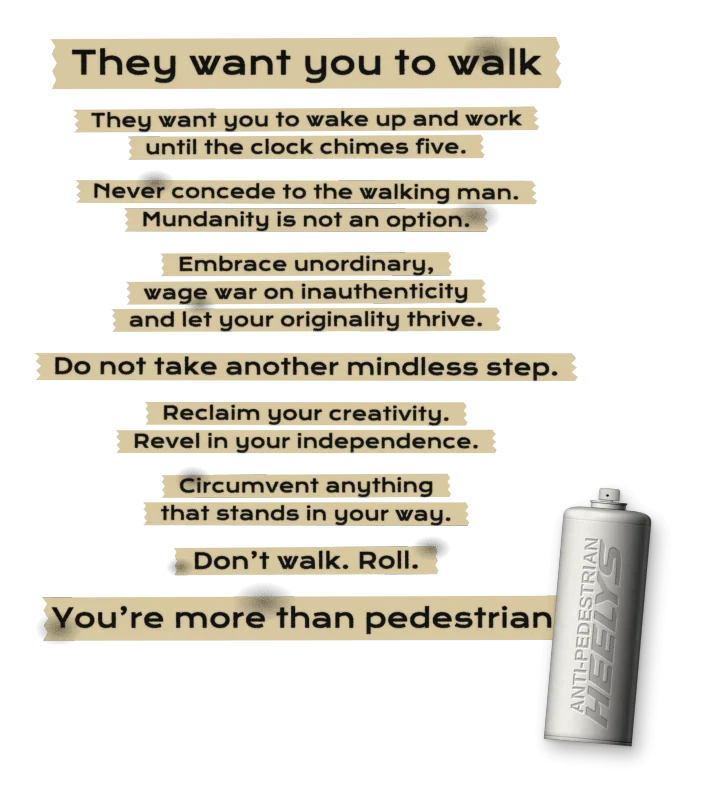 They want you to walk
They want you to wake up and work
until the clock chimes five.
Never concede to the walking man.
Mundanity is not an option.
Embrace unordinary,
wage war on inauthenticity
and let your originality thrive.
Do not take another mindless step.
Reclaim your creativity.
Revel in your independence.
Circumvent anything
that stands in your way.
Don't walk. Roll.
You're more than pedestrian
ANTI-PEDESTRIAN
HEELYS